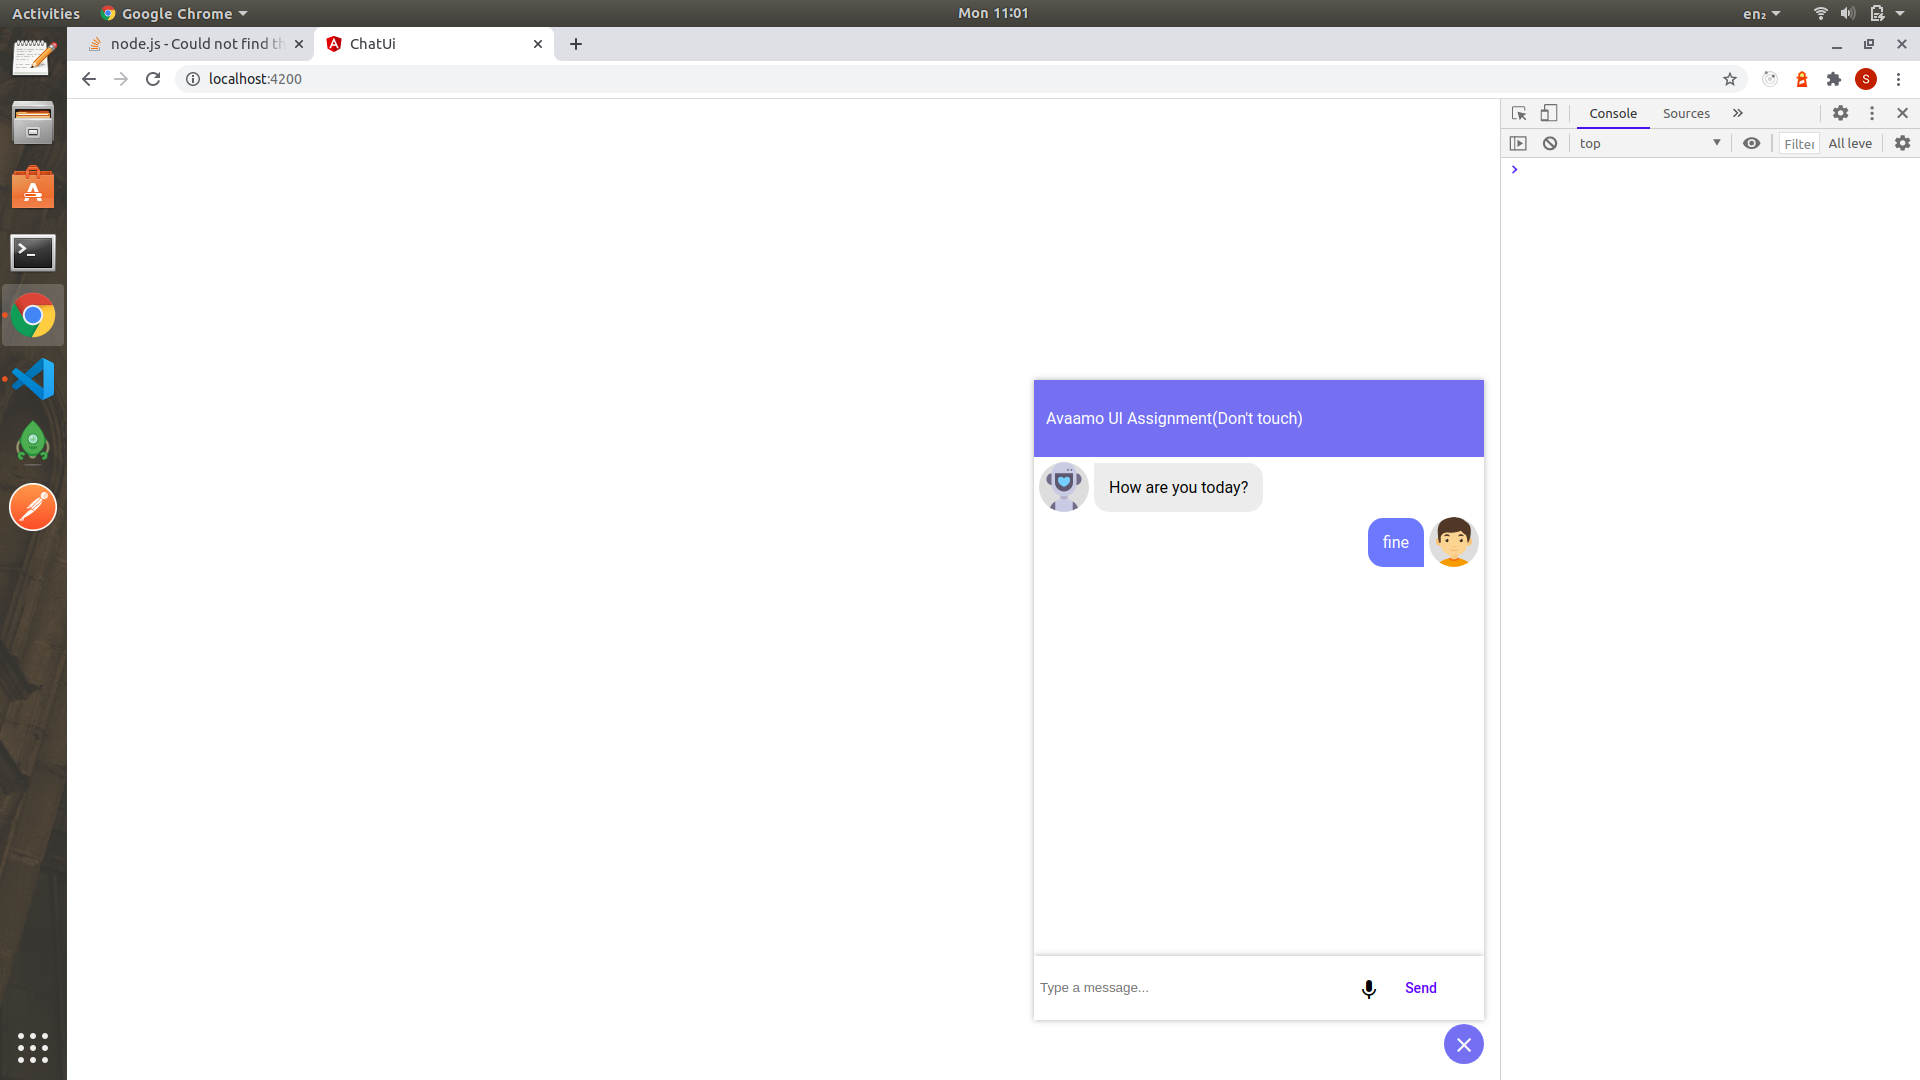 Activities
Google Chrome
Mon 11:01
en₂
node.js - Could not find th
ChatUi
localhost:4200
S
Console
Sources
top
Filter
All leve
Avaamo UI Assignment(Don't touch)
How are you today?
fine
Type a message...
Send